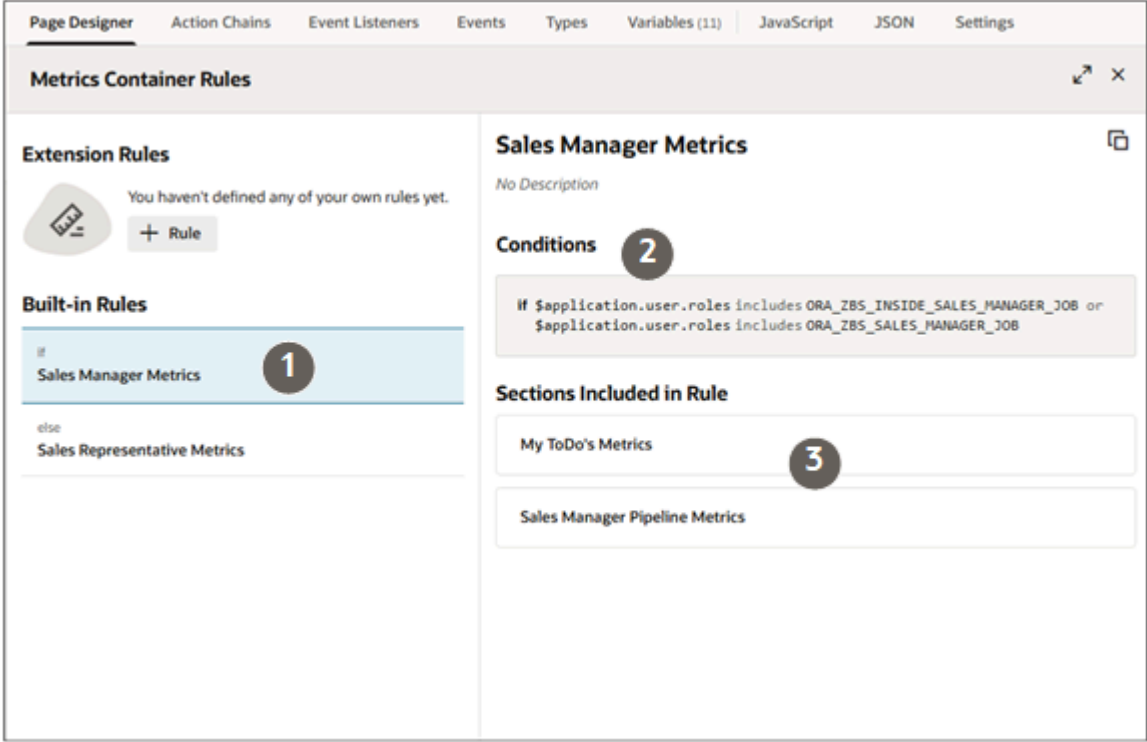 Page Designer Action Chains Event Listeners Events Types Variables (11) JavaScript JSON Settings
Metrics Container Rules
Extension Rules
You haven't defined any of your own rules yet.
+ Rule
Built-in Rules
if
Sales Manager Metrics
1
else
Sales Representative Metrics
Sales Manager Metrics
No Description
Conditions
2
if $application.user.roles includes ORA_ZBS_INSIDE_SALES_MANAGER_JOB or
$application.user.roles includes ORA_ZBS_SALES_MANAGER_JOB
Sections Included in Rule
My ToDo's Metrics
3
Sales Manager Pipeline Metrics